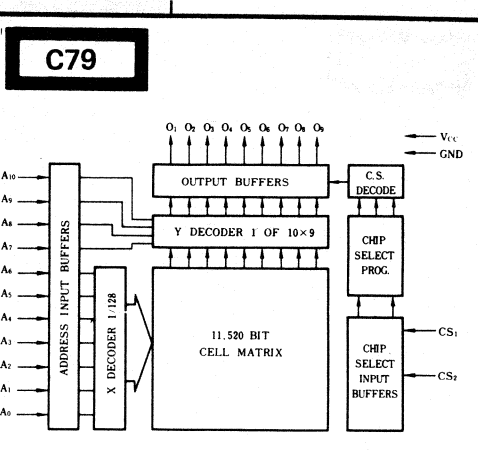 C79
O₁ O₂ O₃ O₄ O₅ O₆ O₇ O₈ O₉
VCC
GND
OUTPUT BUFFERS
C.S.
DECODE
Y DECODER 1 OF 10×9
CHIP
SELECT
PROG.
A₁₀
A₉
A₈
A₇
A₆
A₅
A₄
A₃
A₂
A₁
A₀
ADDRESS INPUT BUFFERS
X DECODER 1/128
11,520 BIT
CELL MATRIX
CHIP
SELECT
INPUT
BUFFERS
CS₁
CS₂